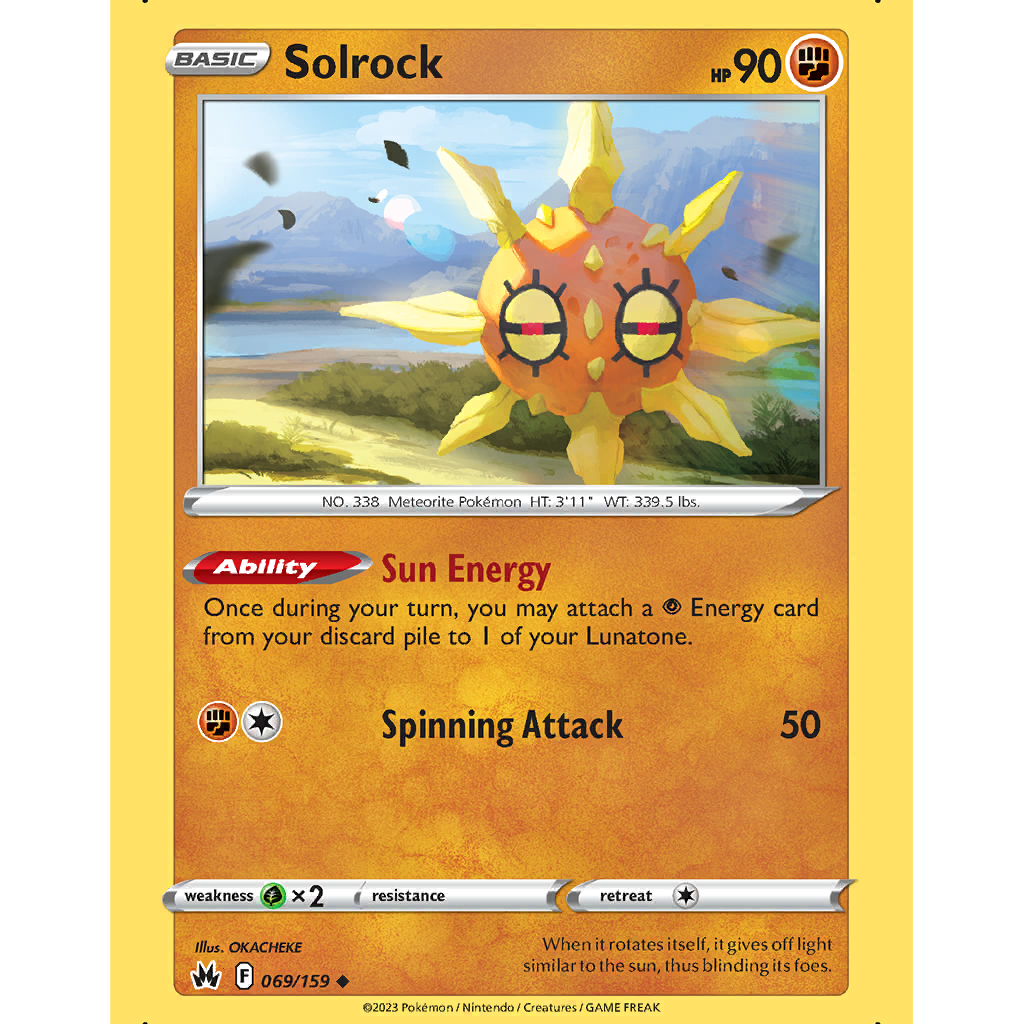 BASIC Solrock HP 90
NO. 338 Meteorite Pokémon HT: 3'11" WT: 339.5 lbs.
Ability Sun Energy
Once during your turn, you may attach a Energy card
from your discard pile to 1 of your Lunatone.
Spinning Attack 50
weakness ×2 resistance retreat
Illus. OKACHEKE
When it rotates itself, it gives off light
similar to the sun, thus blinding its foes.
F 069/159
©2023 Pokémon / Nintendo / Creatures / GAME FREAK